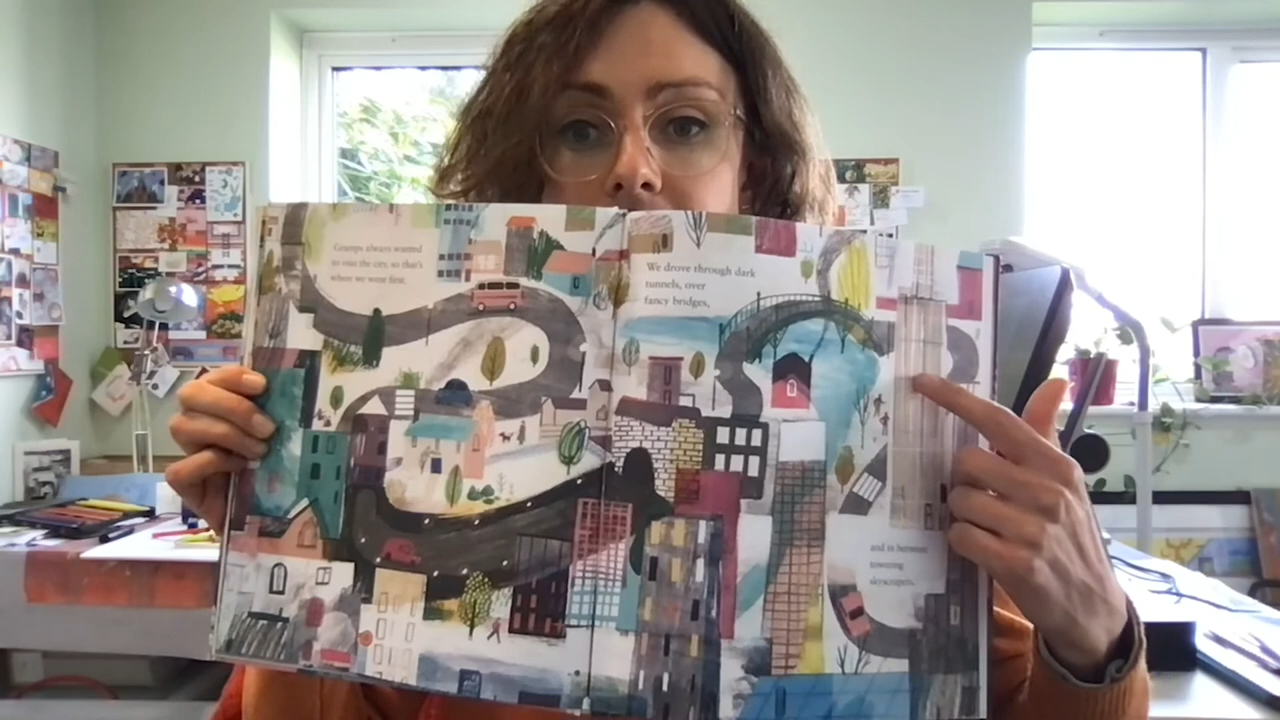 Gramps always wanted
to visit the city, so that's
where we went first.
We drove through dark
tunnels, over
fancy bridges,
and in between
towering
skyscrapers.